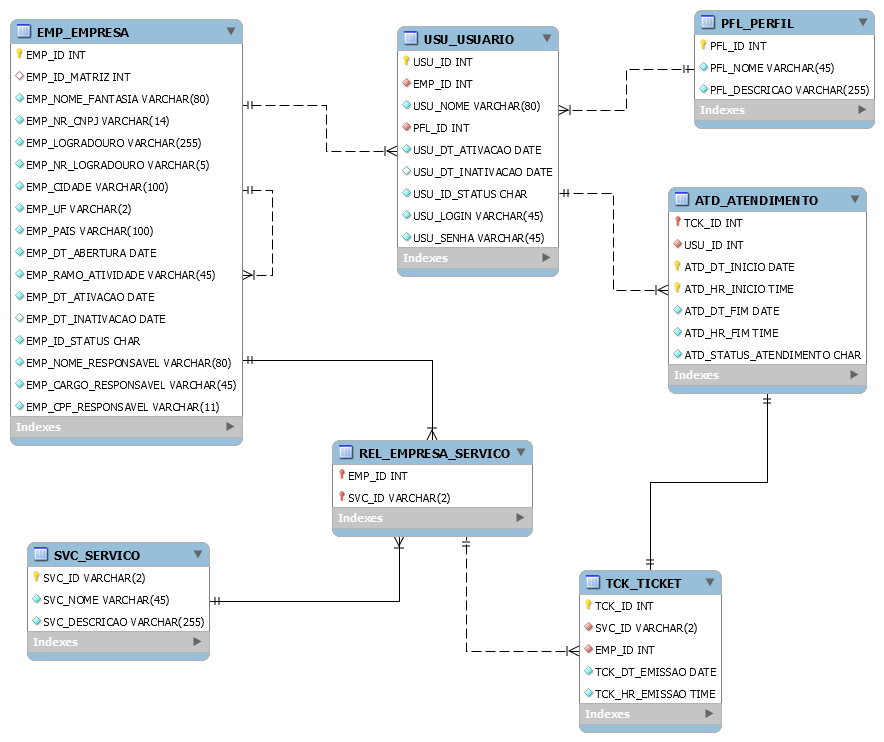 EMP_EMPRESA
EMP_ID INT
EMP_ID_MATRIZ INT
EMP_NOME_FANTASIA VARCHAR(80)
EMP_NR_CNPJ VARCHAR(14)
EMP_LOGRADOURO VARCHAR(255)
EMP_NR_LOGRADOURO VARCHAR(5)
EMP_CIDADE VARCHAR(100)
EMP_UF VARCHAR(2)
EMP_PAIS VARCHAR(100)
EMP_DT_ABERTURA DATE
EMP_RAMO_ATIVIDADE VARCHAR(45)
EMP_DT_ATIVACAO DATE
EMP_DT_INATIVACAO DATE
EMP_ID_STATUS CHAR
EMP_NOME_RESPONSAVEL VARCHAR(80)
EMP_CARGO_RESPONSAVEL VARCHAR(45)
EMP_CPF_RESPONSAVEL VARCHAR(11)
Indexes
USU_USUARIO
USU_ID INT
EMP_ID INT
USU_NOME VARCHAR(80)
PFL_ID INT
USU_DT_ATIVACAO DATE
USU_DT_INATIVACAO DATE
USU_ID_STATUS CHAR
USU_LOGIN VARCHAR(45)
USU_SENHA VARCHAR(45)
Indexes
PFL_PERFIL
PFL_ID INT
PFL_NOME VARCHAR(45)
PFL_DESCRICAO VARCHAR(255)
Indexes
ATD_ATENDIMENTO
TCK_ID INT
USU_ID INT
ATD_DT_INICIO DATE
ATD_HR_INICIO TIME
ATD_DT_FIM DATE
ATD_HR_FIM TIME
ATD_STATUS_ATENDIMENTO CHAR
Indexes
REL_EMPRESA_SERVICO
EMP_ID INT
SVC_ID VARCHAR(2)
Indexes
SVC_SERVICO
SVC_ID VARCHAR(2)
SVC_NOME VARCHAR(45)
SVC_DESCRICAO VARCHAR(255)
Indexes
TCK_TICKET
TCK_ID INT
SVC_ID VARCHAR(2)
EMP_ID INT
TCK_DT_EMISSAO DATE
TCK_HR_EMISSAO TIME
Indexes